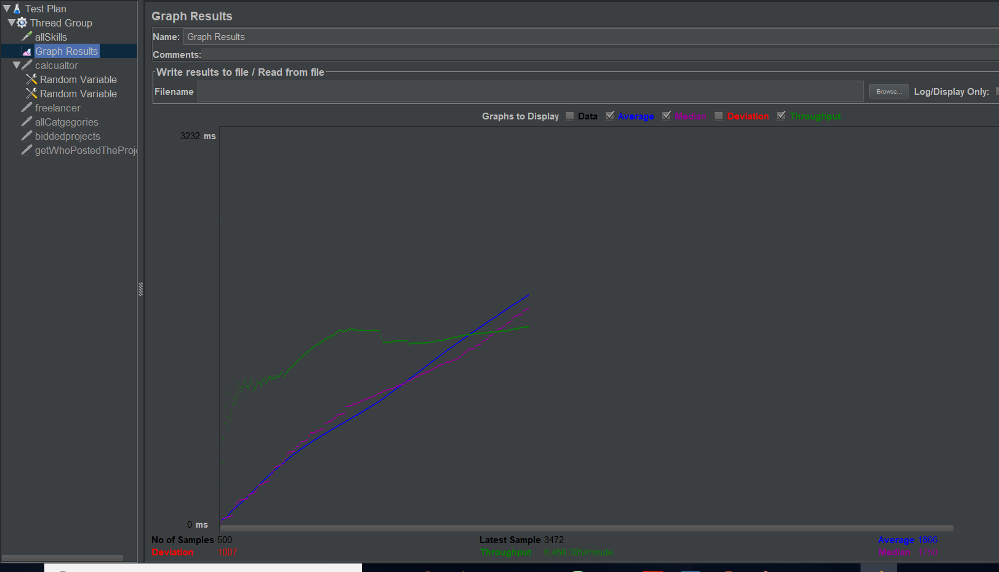 Test Plan
Thread Group
allSkills
Graph Results
calcualtor
Random Variable
Random Variable
freelancer
allCatgegories
biddedprojects
getWhoPostedTheProj
Graph Results
Name: Graph Results
Comments:
Write results to file / Read from file
Filename Browse... Log/Display Only:
Graphs to Display Data Average Median Deviation Throughput
3232 ms
0 ms
No of Samples 500 Latest Sample 3472 Average 1866
Deviation 1007 Throughput 6,468.305/minute Median